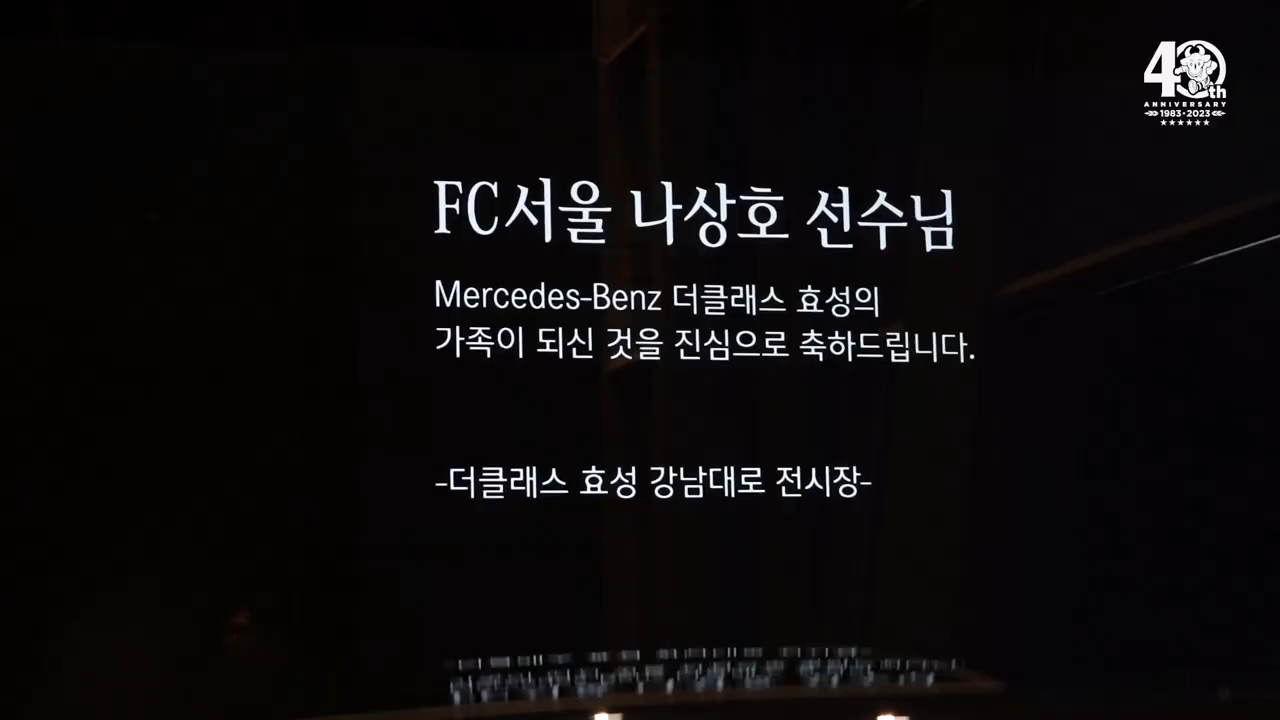 40th
ANNIVERSARY
1983·2023
FC서울 나상호 선수님
Mercedes-Benz 더클래스 효성의
가족이 되신 것을 진심으로 축하드립니다.
-더클래스 효성 강남대로 전시장-